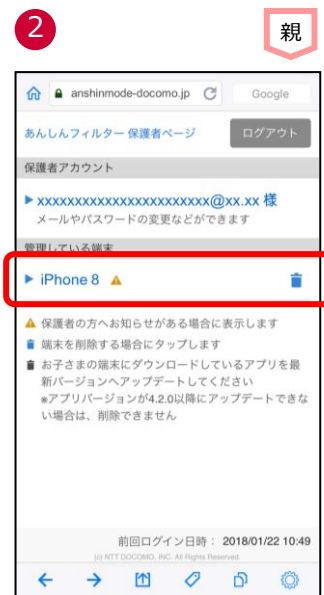 2
親
anshinmode-docomo.jp
Google
あんしんフィルター 保護者ページ
ログアウト
保護者アカウント
▶ xxxxxxxxxxxxxxxxxxxxxxxx@xx.xx 様
メールやパスワードの変更などができます
管理している端末
▶ iPhone 8
保護者の方へお知らせがある場合に表示します
端末を削除する場合にタップします
お子さまの端末にダウンロードしているアプリを最
新バージョンへアップデートしてください
※アプリバージョンが4.2.0以降にアップデートできな
い場合は、削除できません
前回ログイン日時： 2018/01/22 10:49
(c) NTT DOCOMO, INC. All Rights Reserved.